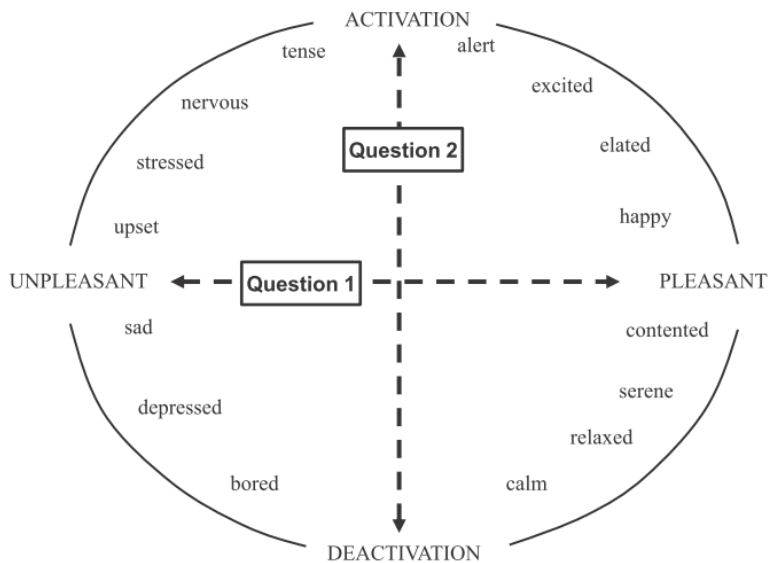 ACTIVATION
tense
alert
excited
nervous
Question 2
elated
stressed
happy
upset
UNPLEASANT
Question 1
PLEASANT
sad
contented
serene
depressed
relaxed
bored
calm
DEACTIVATION